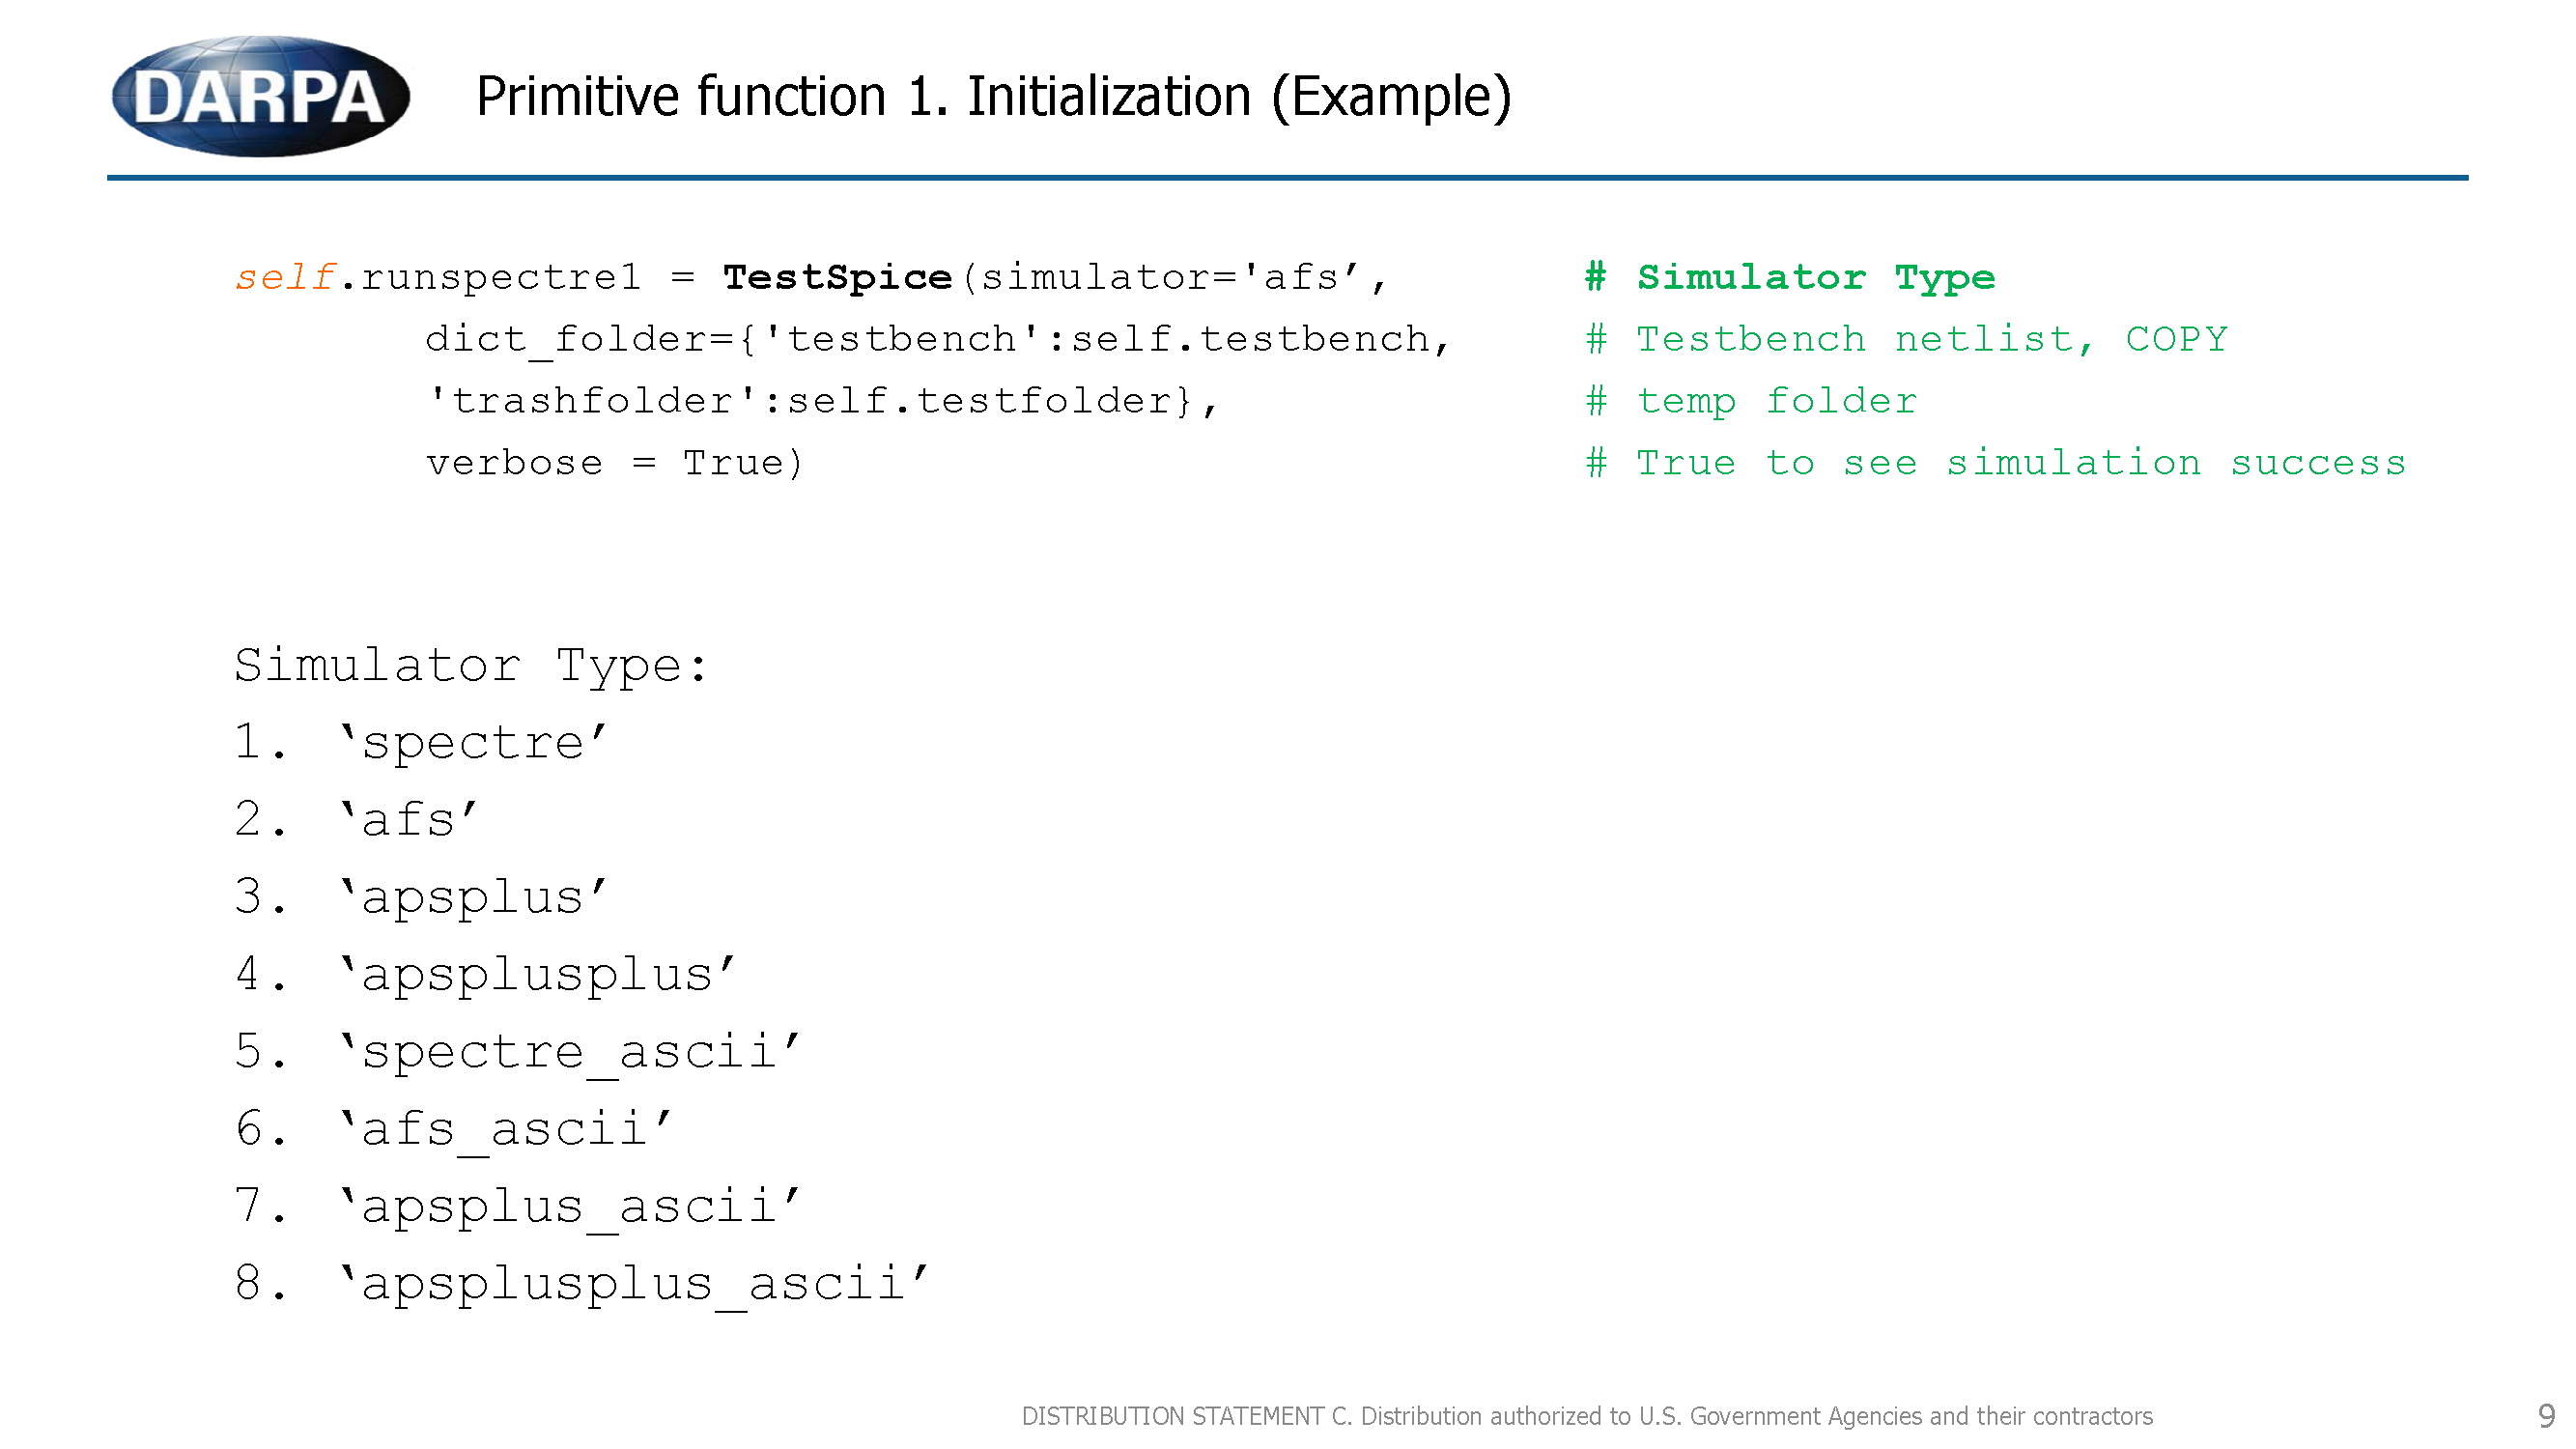 DARPA
Primitive function 1. Initialization (Example)
self.runspectre1 = TestSpice(simulator='afs’, # Simulator Type
dict_folder={'testbench':self.testbench, # Testbench netlist, COPY
'trashfolder':self.testfolder}, # temp folder
verbose = True) # True to see simulation success
Simulator Type:
1. ‘spectre’
2. ‘afs’
3. ‘apsplus’
4. ‘apsplusplus’
5. ‘spectre_ascii’
6. ‘afs_ascii’
7. ‘apsplus_ascii’
8. ‘apsplusplus_ascii’
DISTRIBUTION STATEMENT C. Distribution authorized to U.S. Government Agencies and their contractors
9